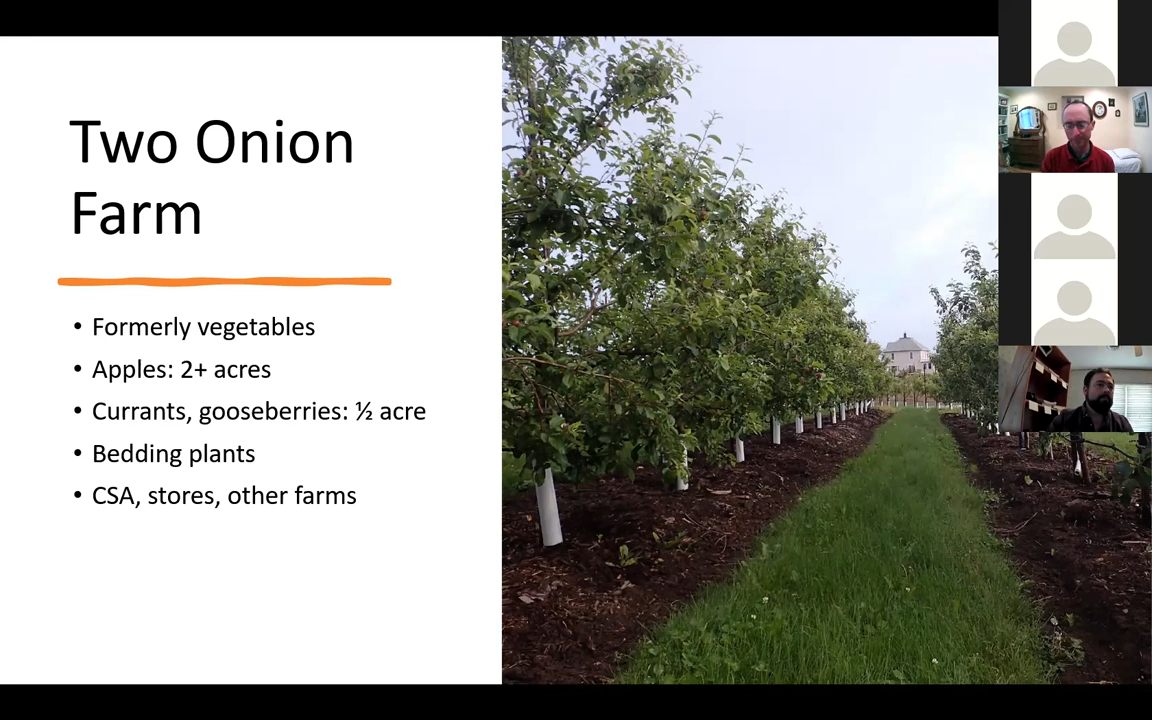 Two Onion
Farm
• Formerly vegetables
• Apples: 2+ acres
• Currants, gooseberries: ½ acre
• Bedding plants
• CSA, stores, other farms